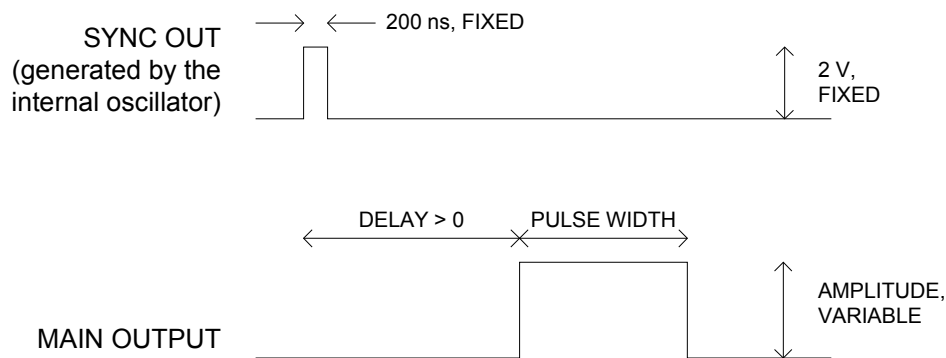 200 ns, FIXED
SYNC OUT
(generated by the
internal oscillator)
2 V,
FIXED
DELAY > 0
PULSE WIDTH
AMPLITUDE,
VARIABLE
MAIN OUTPUT